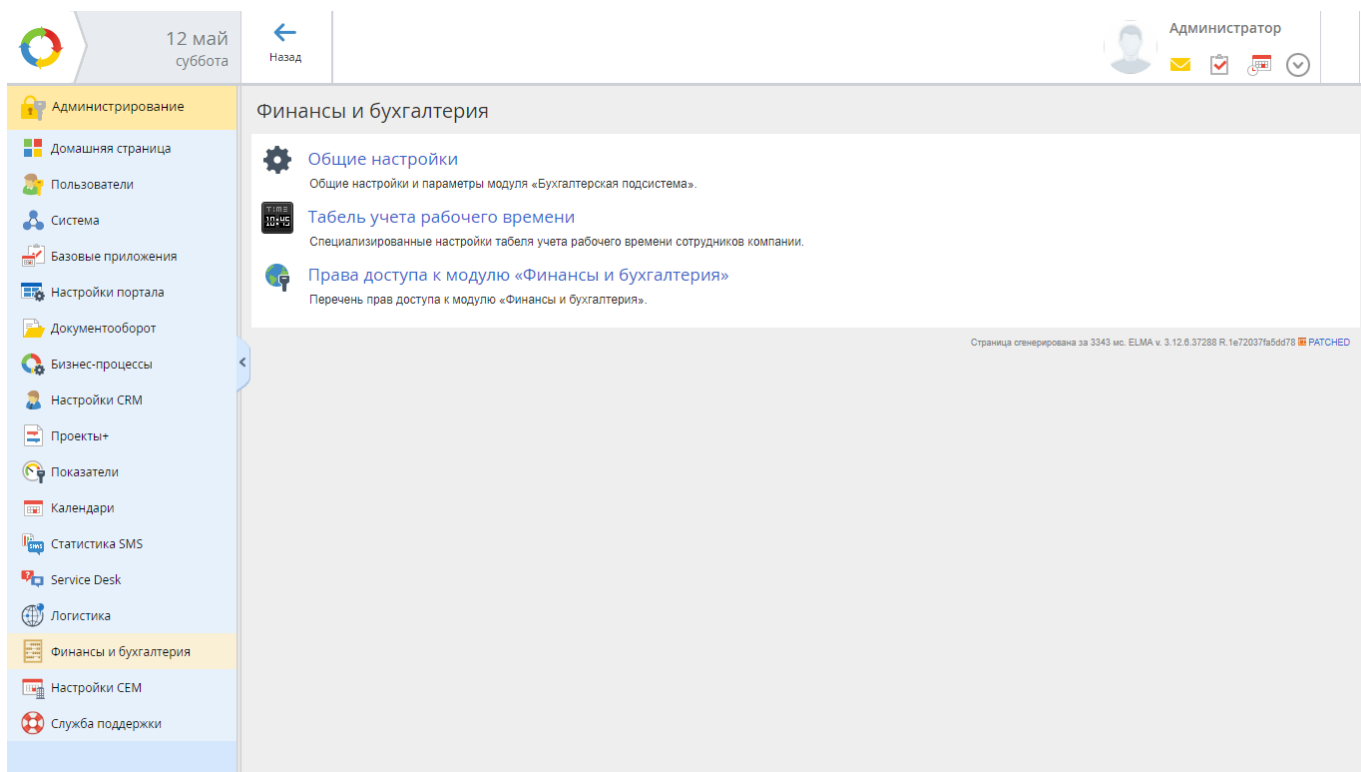 12 май
суббота
Назад
Администратор
Администрирование
Домашняя страница
Пользователи
Система
Базовые приложения
Настройки портала
Документооборот
Бизнес-процессы
Настройки CRM
Проекты+
Показатели
Календари
Статистика SMS
Service Desk
Логистика
Финансы и бухгалтерия
Настройки CEM
Служба поддержки
Финансы и бухгалтерия
Общие настройки
Общие настройки и параметры модуля «Бухгалтерская подсистема».
TIME
10:45
Табель учета рабочего времени
Специализированные настройки табеля учета рабочего времени сотрудников компании.
Права доступа к модулю «Финансы и бухгалтерия»
Перечень прав доступа к модулю «Финансы и бухгалтерия».
Страница сгенерирована за 3343 мс. ELMA v. 3.12.6.37288 R.1e72037fa5dd78 PATCHED